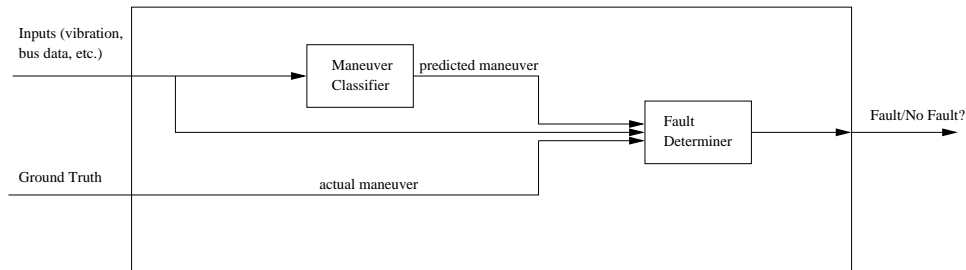 Inputs (vibration,
bus data, etc.)
Maneuver
Classifier
predicted maneuver
Fault
Determiner
Fault/No Fault?
Ground Truth
actual maneuver